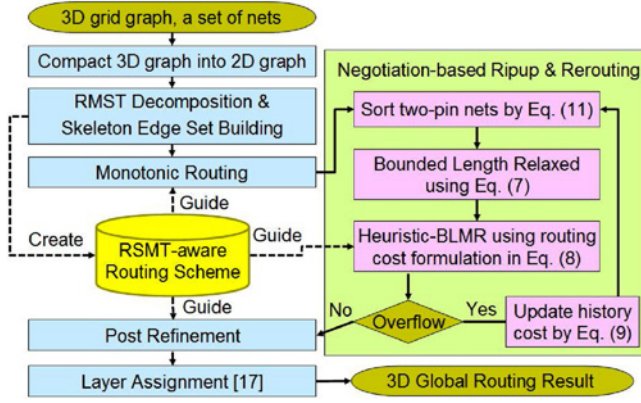 3D grid graph, a set of nets
Compact 3D graph into 2D graph
RMST Decomposition &
Skeleton Edge Set Building
Monotonic Routing
Guide
Create
RSMT-aware
Routing Scheme
Guide
Guide
Post Refinement
Layer Assignment [17]
Negotiation-based Ripup & Rerouting
Sort two-pin nets by Eq. (11)
Bounded Length Relaxed
using Eq. (7)
Heuristic-BLMR using routing
cost formulation in Eq. (8)
No
Overflow
Yes
Update history
cost by Eq. (9)
3D Global Routing Result